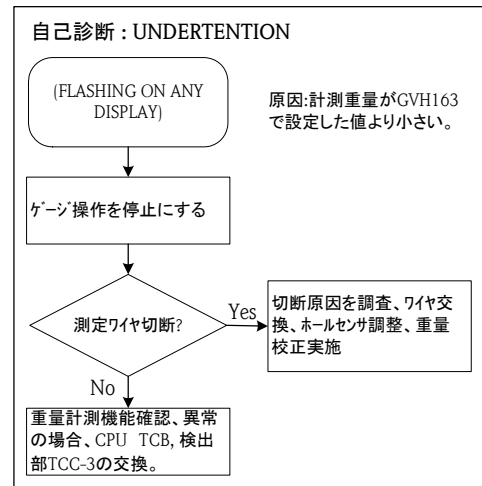 自己診断 : UNDERTENTION
(FLASHING ON ANY
DISPLAY)
原因:計測重量がGVH163
で設定した値より小さい。
ｹﾞｰｼﾞ操作を停止にする
測定ﾜｲﾔ切断?
Yes
切断原因を調査、ﾜｲﾔ交
換、ﾎｰﾙｾﾝｻ調整、重量
校正実施
No
重量計測機能確認、異常
の場合、CPU TCB, 検出
部TCC-3の交換。